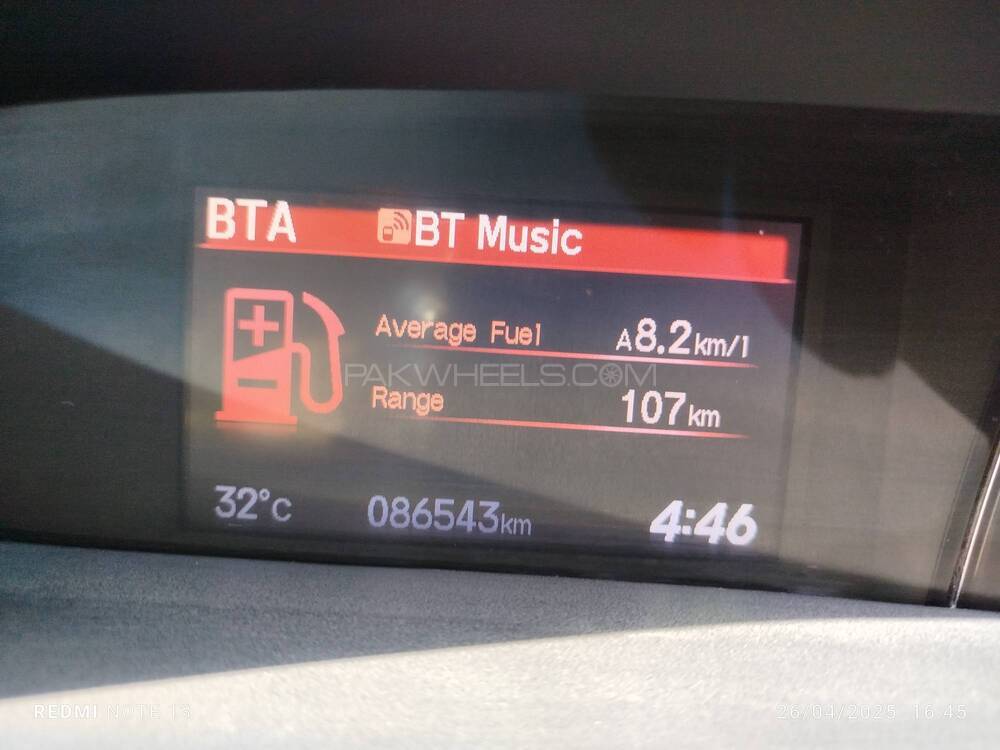 BTA BT Music
Average Fuel A8.2km/l
PAKWHEELS.COM
Range 107km
32°C 086543km 4:46
REDMI NOTE 13 26/04/2025 16:45